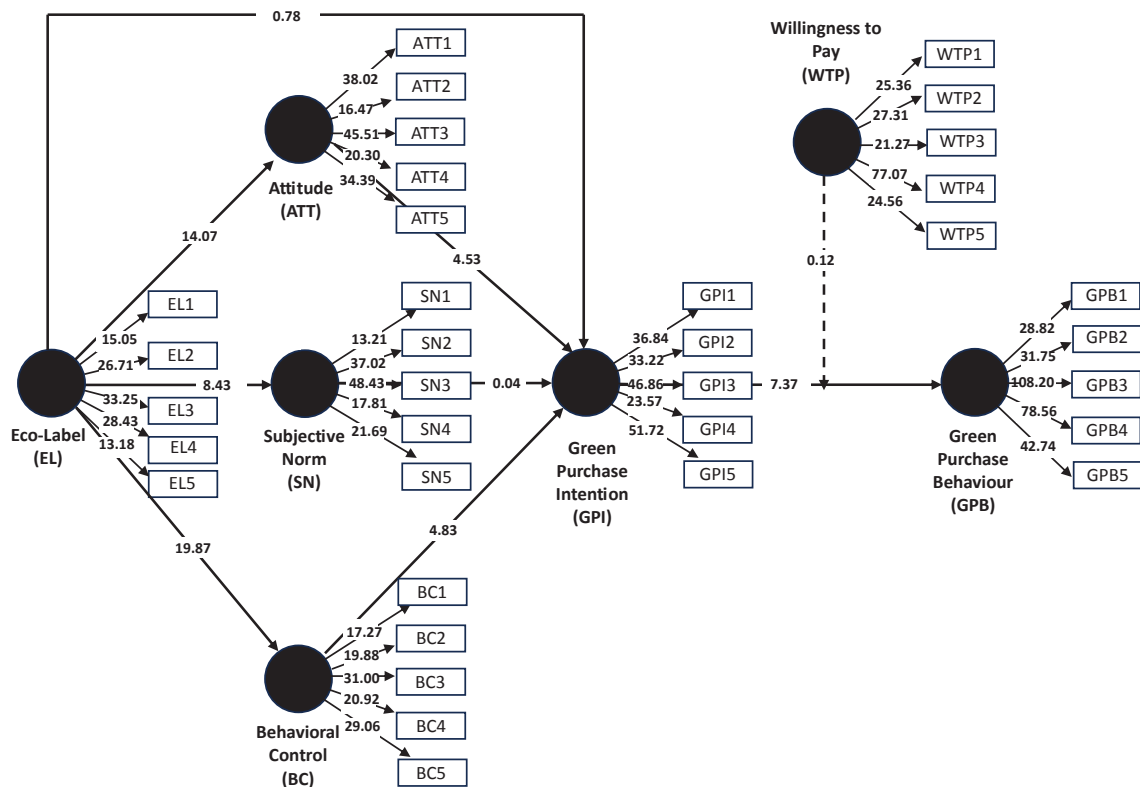 0.78
Willingness to
Pay
(WTP)
ATT1
ATT2
ATT3
ATT4
ATT5
38.02
16.47
45.51
20.30
34.39
Attitude
(ATT)
WTP1
WTP2
WTP3
WTP4
WTP5
25.36
27.31
21.27
77.07
24.56
14.07
4.53
0.12
EL1
EL2
EL3
EL4
EL5
15.05
26.71
33.25
28.43
13.18
Eco-Label
(EL)
8.43
SN1
SN2
SN3
SN4
SN5
13.21
37.02
48.43
17.81
21.69
Subjective
Norm
(SN)
0.04
GPI1
GPI2
GPI3
GPI4
GPI5
36.84
33.22
46.86
23.57
51.72
Green
Purchase
Intention
(GPI)
7.37
GPB1
GPB2
GPB3
GPB4
GPB5
28.82
31.75
108.20
78.56
42.74
Green
Purchase
Behaviour
(GPB)
19.87
4.83
BC1
BC2
BC3
BC4
BC5
17.27
19.88
31.00
20.92
29.06
Behavioral
Control
(BC)